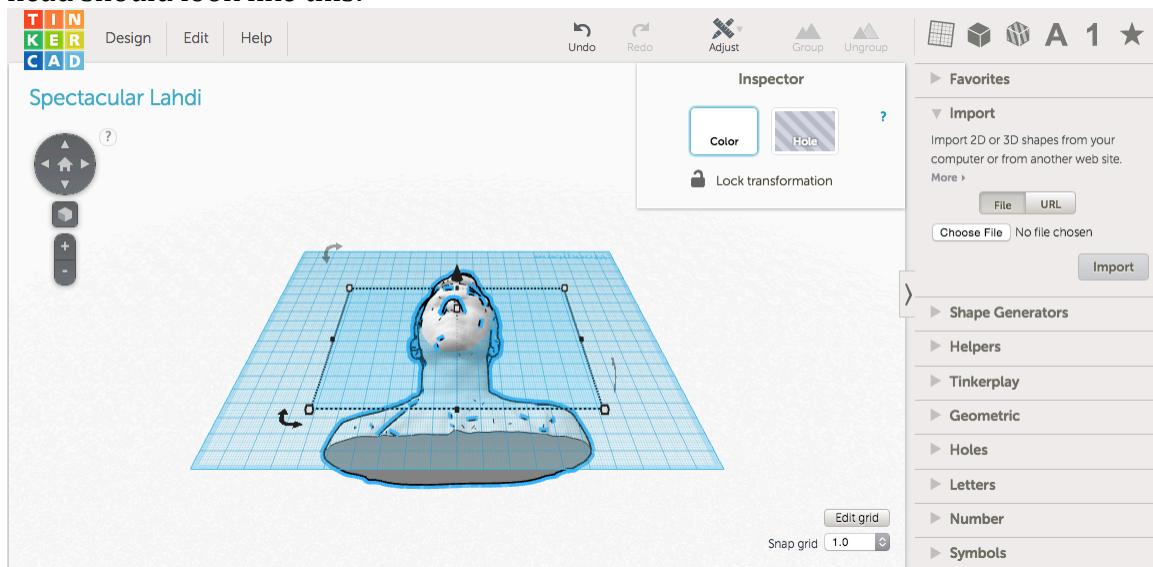 TIN
KER
CAD
Design
Edit
Help
Undo
Redo
Adjust
Group
Ungroup
A
1
Spectacular Lahdi
?
Inspector
Color
Hole
?
Lock transformation
+
-
Edit grid
Snap grid 1.0
Favorites
Import
Import 2D or 3D shapes from your
computer or from another web site.
More
File
URL
Choose File No file chosen
Import
Shape Generators
Helpers
Tinkerplay
Geometric
Holes
Letters
Number
Symbols